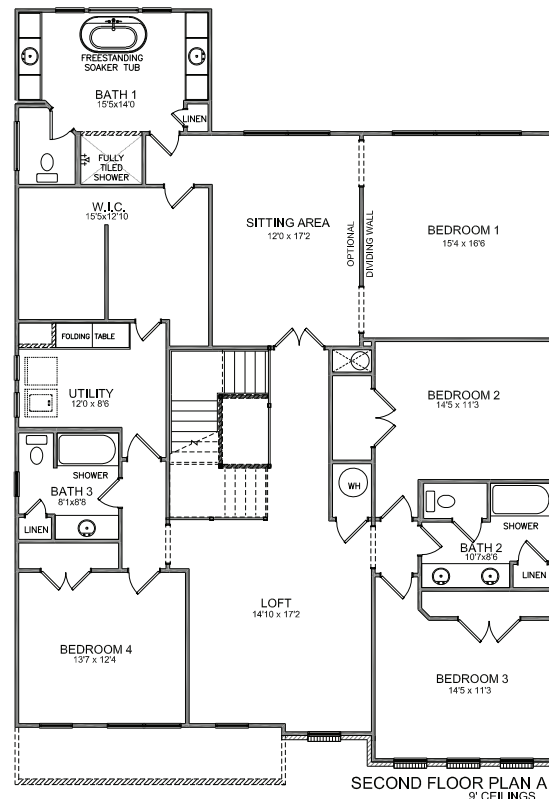 FREESTANDING
SOAKER TUB
BATH 1
15'5x14'0
LINEN
FULLY
TILED
SHOWER
W.I.C.
15'5x12'10
SITTING AREA
12'0 x 17'2
OPTIONAL
DIVIDING WALL
BEDROOM 1
15'4 x 16'6
FOLDING TABLE
UTILITY
12'0 x 8'6
BEDROOM 2
14'5 x 11'3
SHOWER
BATH 3
8'1x8'8
LINEN
WH
SHOWER
BATH 2
10'7x8'6
LINEN
LOFT
14'10 x 17'2
BEDROOM 4
13'7 x 12'4
BEDROOM 3
14'5 x 11'3
SECOND FLOOR PLAN A
9' CEILINGS